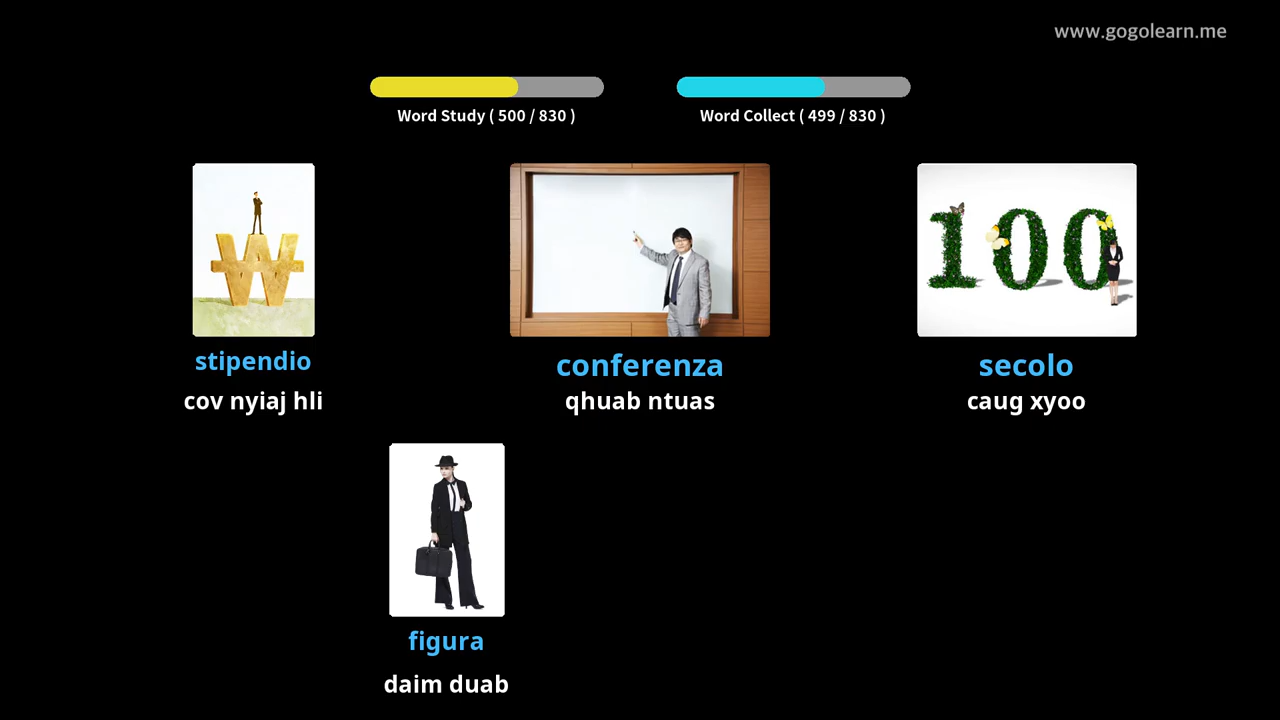 www.gogolearn.me
Word Study ( 500 / 830 )
Word Collect ( 499 / 830 )
stipendio
cov nyiaj hli
conferenza
qhuab ntuas
100
secolo
caug xyoo
figura
daim duab